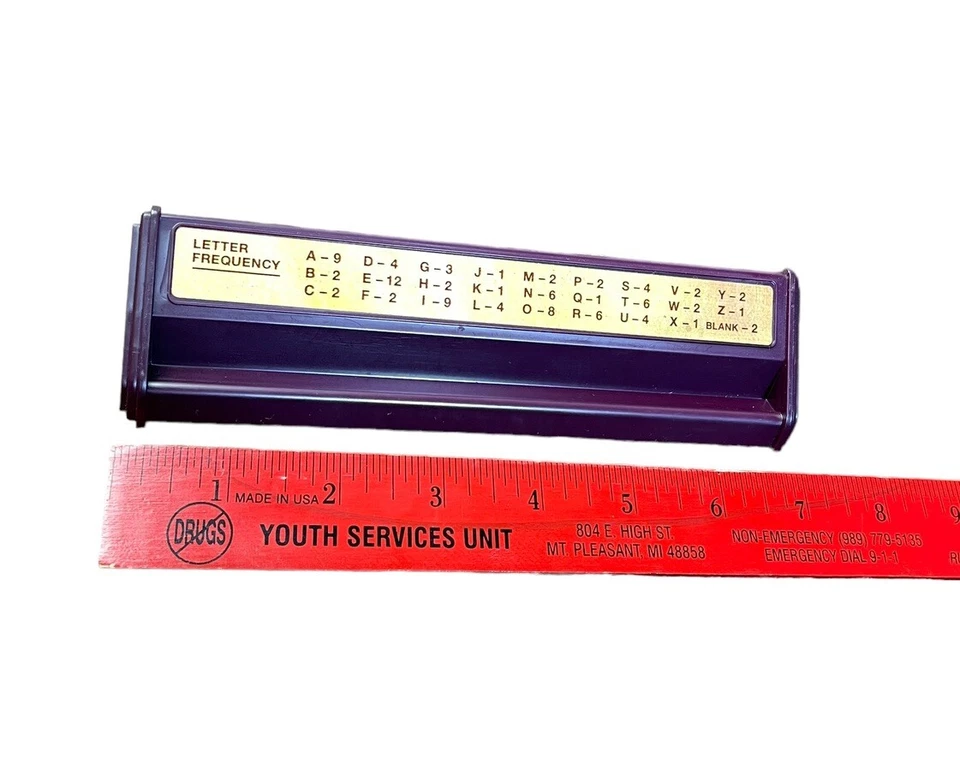 LETTER
FREQUENCY
A – 9 D – 4 G – 3 J – 1 M – 2 P – 2 S – 4 V – 2 Y – 2
B – 2 E – 12 H – 2 K – 1 N – 6 Q – 1 T – 6 W – 2 Z – 1
C – 2 F – 2 I – 9 L – 4 O – 8 R – 6 U – 4 X – 1 BLANK – 2
1 MADE IN USA 2 3 4 5 6 7 8 9
DRUGS
YOUTH SERVICES UNIT
804 E. HIGH ST.
MT. PLEASANT, MI 48858
NON-EMERGENCY (989) 779-5135
EMERGENCY DIAL 9-1-1